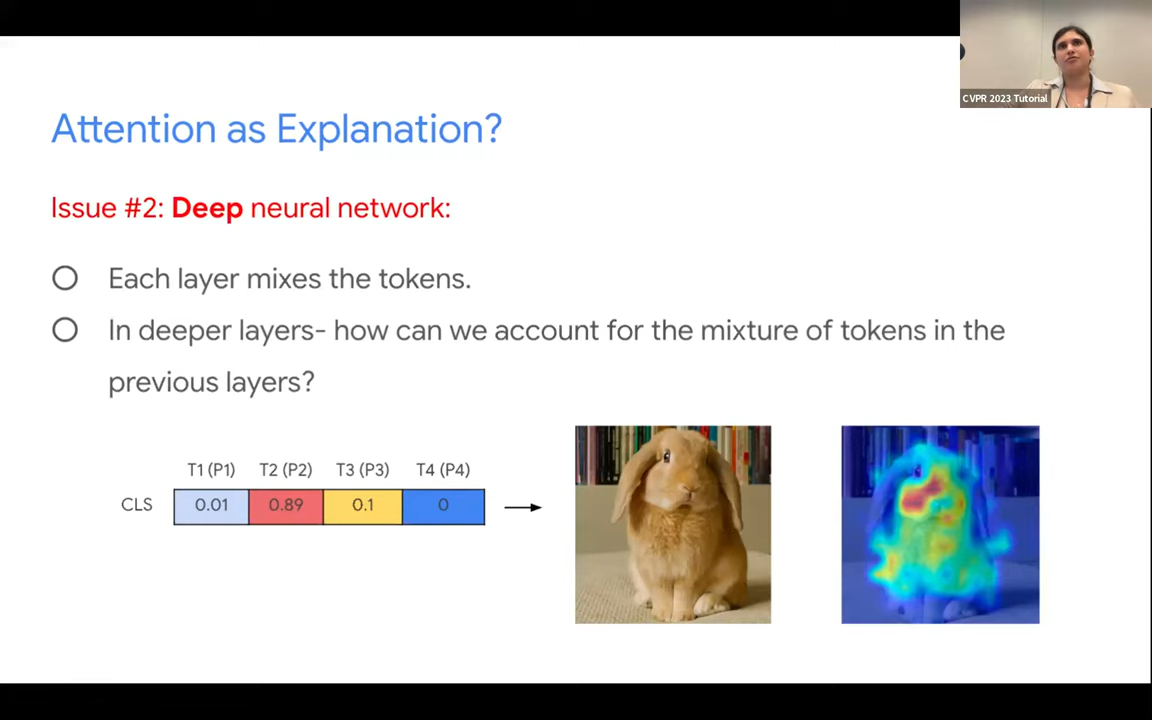 CVPR 2023 Tutorial
Attention as Explanation?
Issue #2: Deep neural network:
Each layer mixes the tokens.
In deeper layers- how can we account for the mixture of tokens in the
previous layers?
T1 (P1) T2 (P2) T3 (P3) T4 (P4)
CLS 0.01 0.89 0.1 0